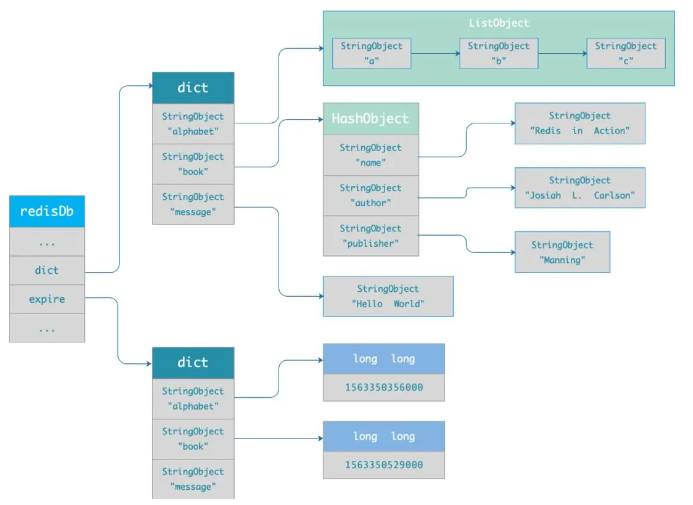 ListObject
StringObject
"a"
StringObject
"b"
StringObject
"c"
dict
StringObject
"alphabet"
StringObject
"book"
StringObject
"message"
HashObject
StringObject
"name"
StringObject
"author"
StringObject
"publisher"
StringObject
"Redis in Action"
StringObject
"Josiah L. Carlson"
StringObject
"Manning"
StringObject
"Hello World"
redisDb
...
dict
expire
...
dict
StringObject
"alphabet"
StringObject
"book"
StringObject
"message"
long long
1563350356000
long long
1563350529000